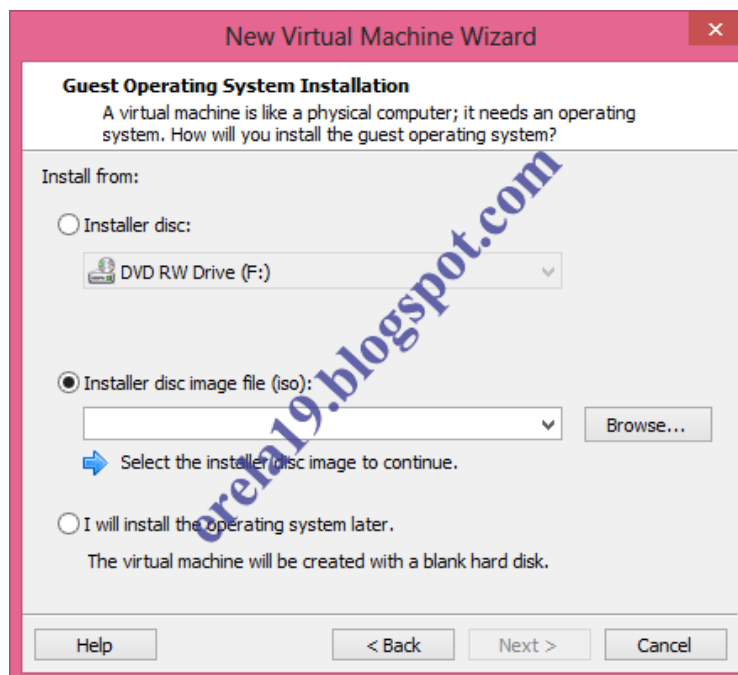 New Virtual Machine Wizard
Guest Operating System Installation
A virtual machine is like a physical computer; it needs an operating
system. How will you install the guest operating system?
Install from:
Installer disc:
DVD RW Drive (F:)
Installer disc image file (iso):
Browse...
Select the installer disc image to continue.
I will install the operating system later.
The virtual machine will be created with a blank hard disk.
Help
< Back
Next >
Cancel
erela19.blogspot.com